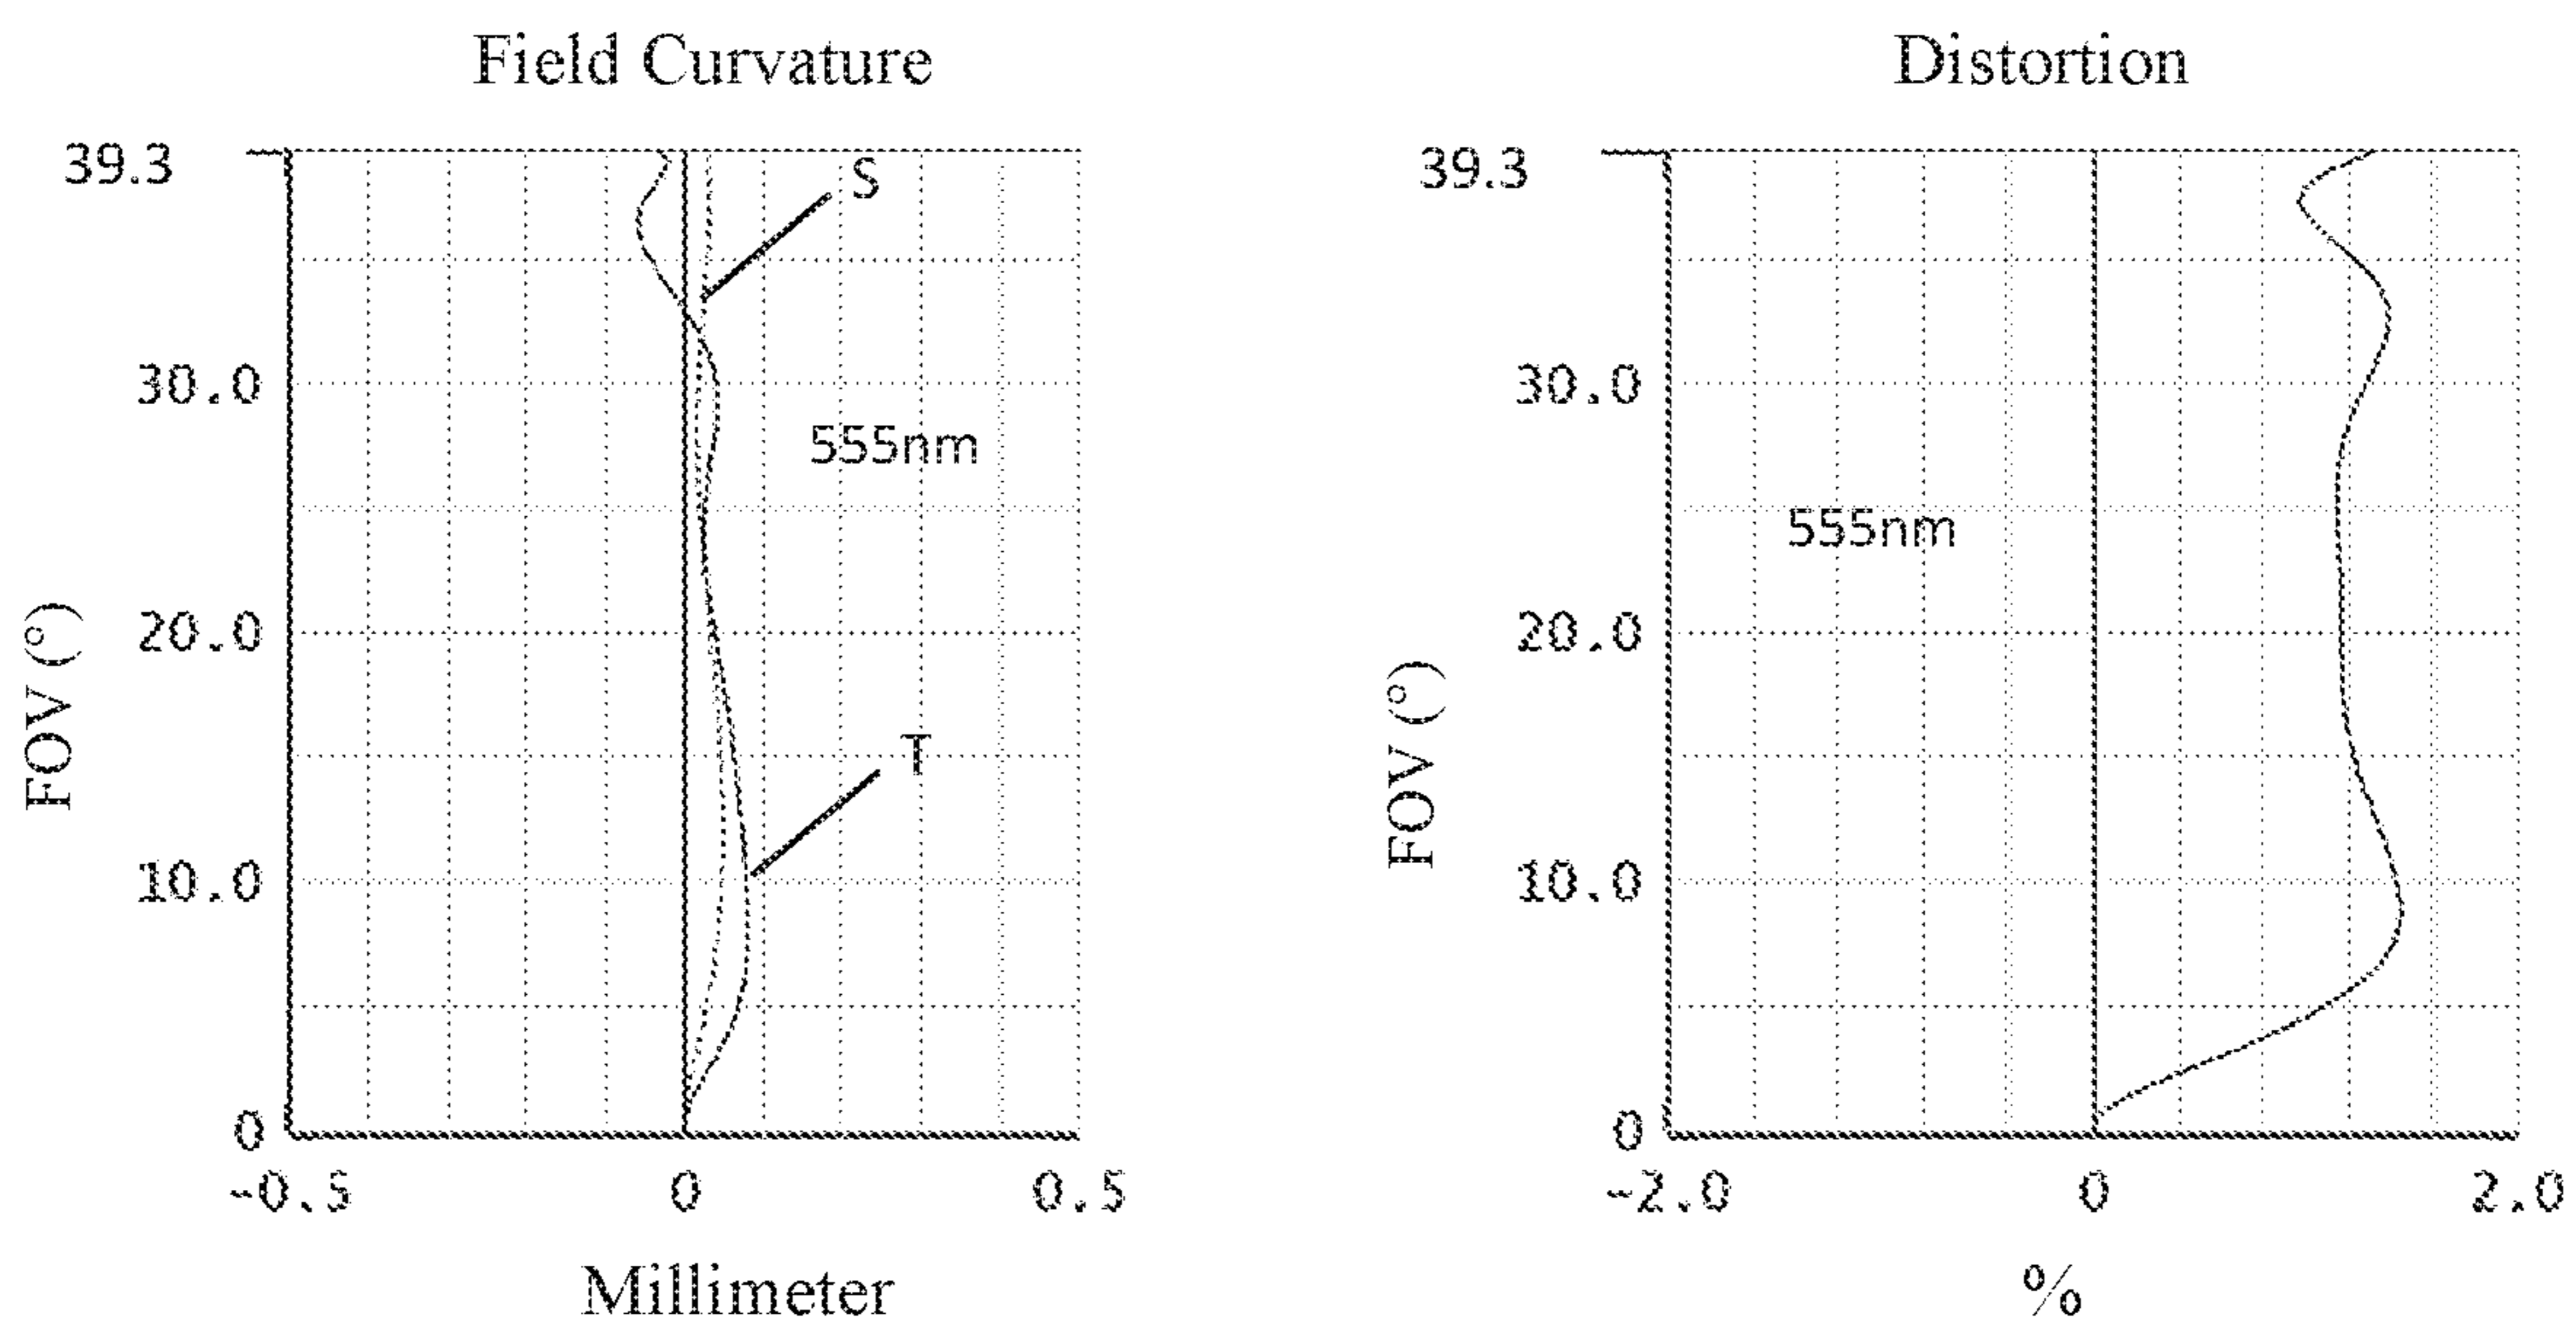 Field Curvature
39.3
S
30.0
555nm
20.0
T
10.0
0
-0.5 0 0.5
FOV (°)
Millimeter
Distortion
39.3
30.0
555nm
20.0
10.0
0
-2.0 0 2.0
FOV (°)
%